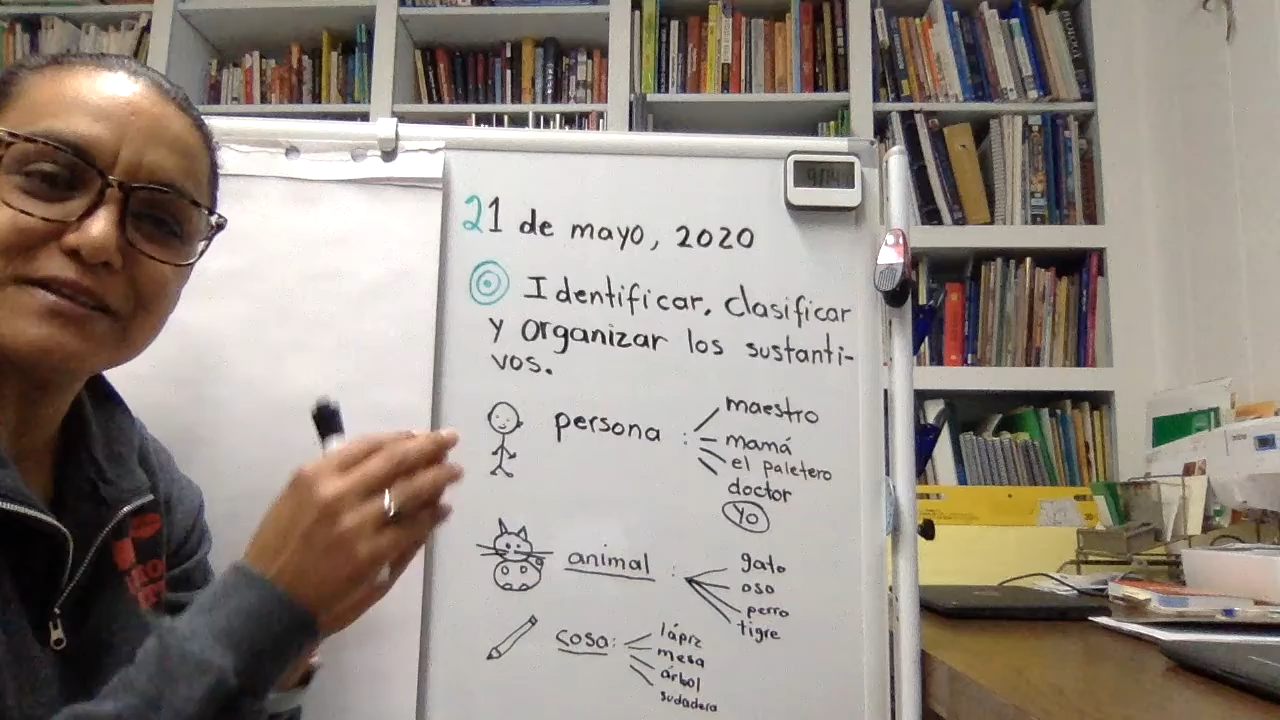 21 de mayo, 2020
Identificar, clasificar
y organizar los sustanti-
vos.
persona : maestro
mamá
el paletero
doctor
yo
animal : gato
oso
perro
tigre
cosa: lápiz
mesa
árbol
sudadera